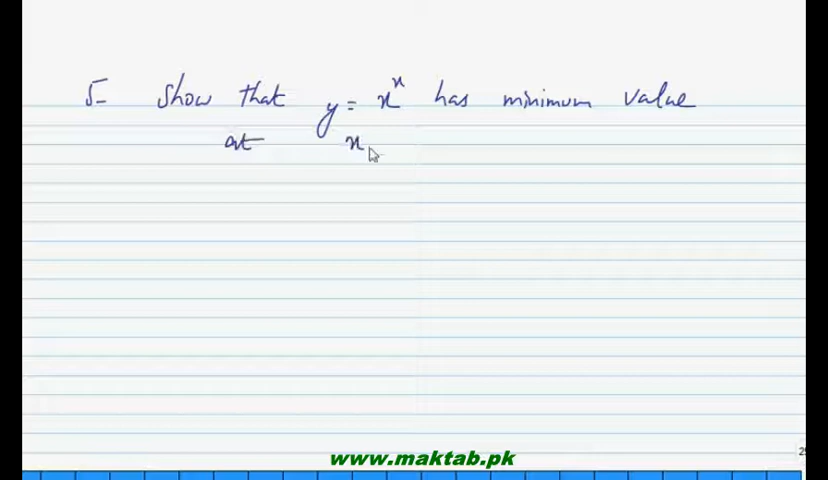 5- Show that y = x^x has minimum value
at x
www.maktab.pk